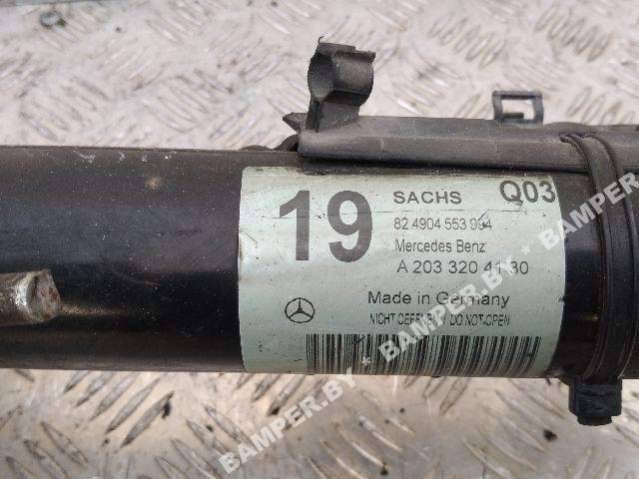 19
SACHS
Q03
82 4904 553 994
Mercedes Benz
A 203 320 41 30
Made in Germany
NICHT OEFFNEN / DO NOT OPEN
BAMPER.BY * BAMPER.BY * BAMPER.BY